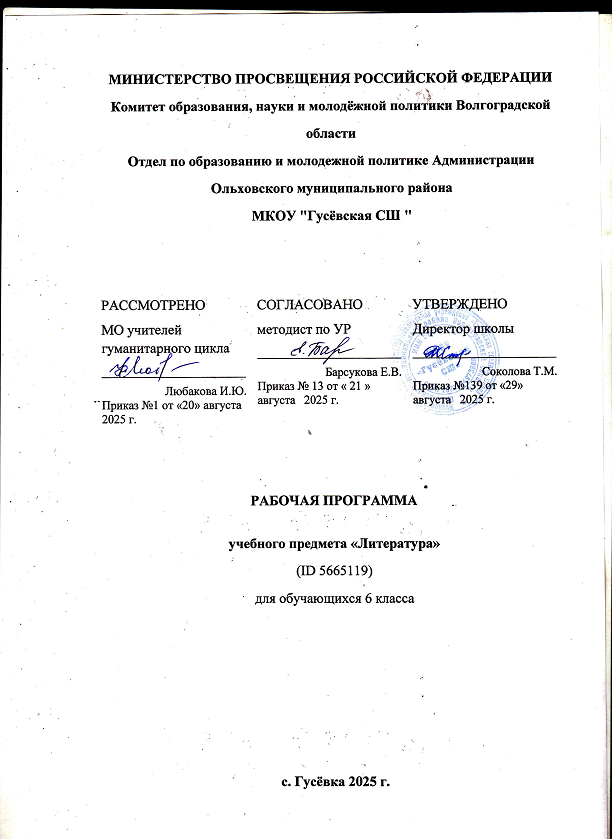 МИНИСТЕРСТВО ПРОСВЕЩЕНИЯ РОССИЙСКОЙ ФЕДЕРАЦИИ
Комитет образования, науки и молодёжной политики Волгоградской
области
Отдел по образованию и молодежной политике Администрации
Ольховского муниципального района
МКОУ "Гусёвская СШ "
РАССМОТРЕНО
МО учителей
гуманитарного цикла
Любакова И.Ю.
Приказ №1 от «20» августа
2025 г.
СОГЛАСОВАНО
методист по УР
Барсукова Е.В.
Приказ № 13 от « 21 »
августа 2025 г.
УТВЕРЖДЕНО
Директор школы
Соколова Т.М.
Приказ №139 от «29»
августа 2025 г.
РАБОЧАЯ ПРОГРАММА
учебного предмета «Литература»
(ID 5665119)
для обучающихся 6 класса
с. Гусёвка 2025 г.